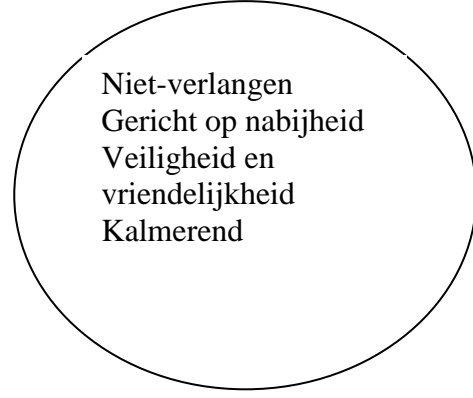 Niet-verlangen
Gericht op nabijheid
Veiligheid en
vriendelijkheid
Kalmerend